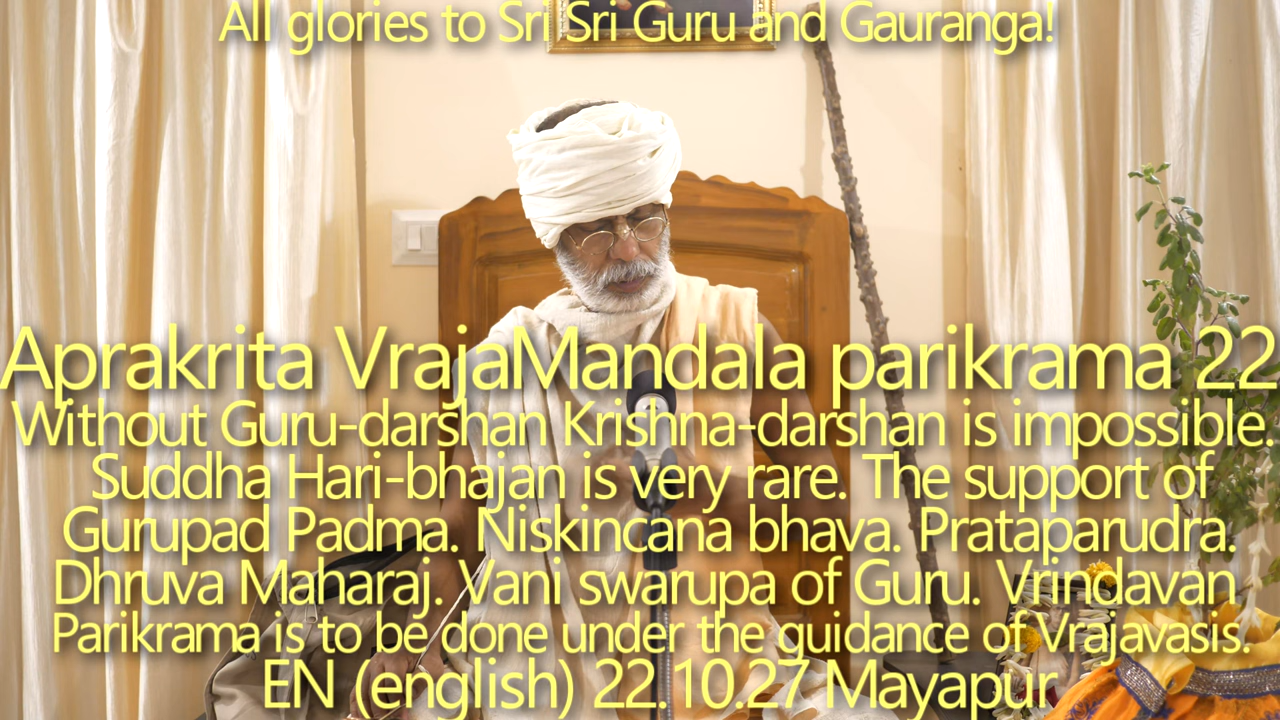 All glories to Sri Sri Guru and Gauranga!
Aprakrita VrajaMandala parikrama 22
Without Guru-darshan Krishna-darshan is impossible.
Suddha Hari-bhajan is very rare. The support of
Gurupad Padma. Niskincana bhava. Prataparudra.
Dhruva Maharaj. Vani swarupa of Guru. Vrindavan
Parikrama is to be done under the guidance of Vrajavasis.
EN (english) 22.10.27 Mayapur